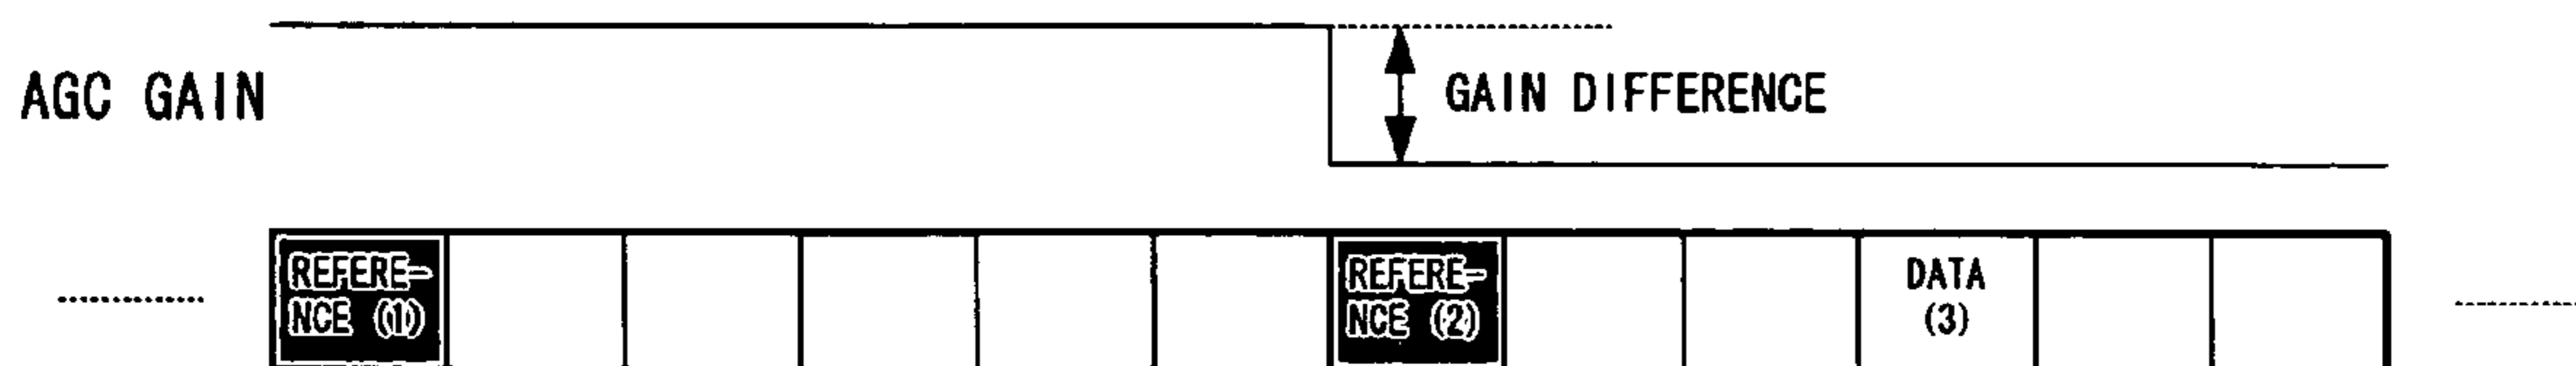 AGC GAIN
GAIN DIFFERENCE
REFERE-
NCE (1)
REFERE-
NCE (2)
DATA
(3)